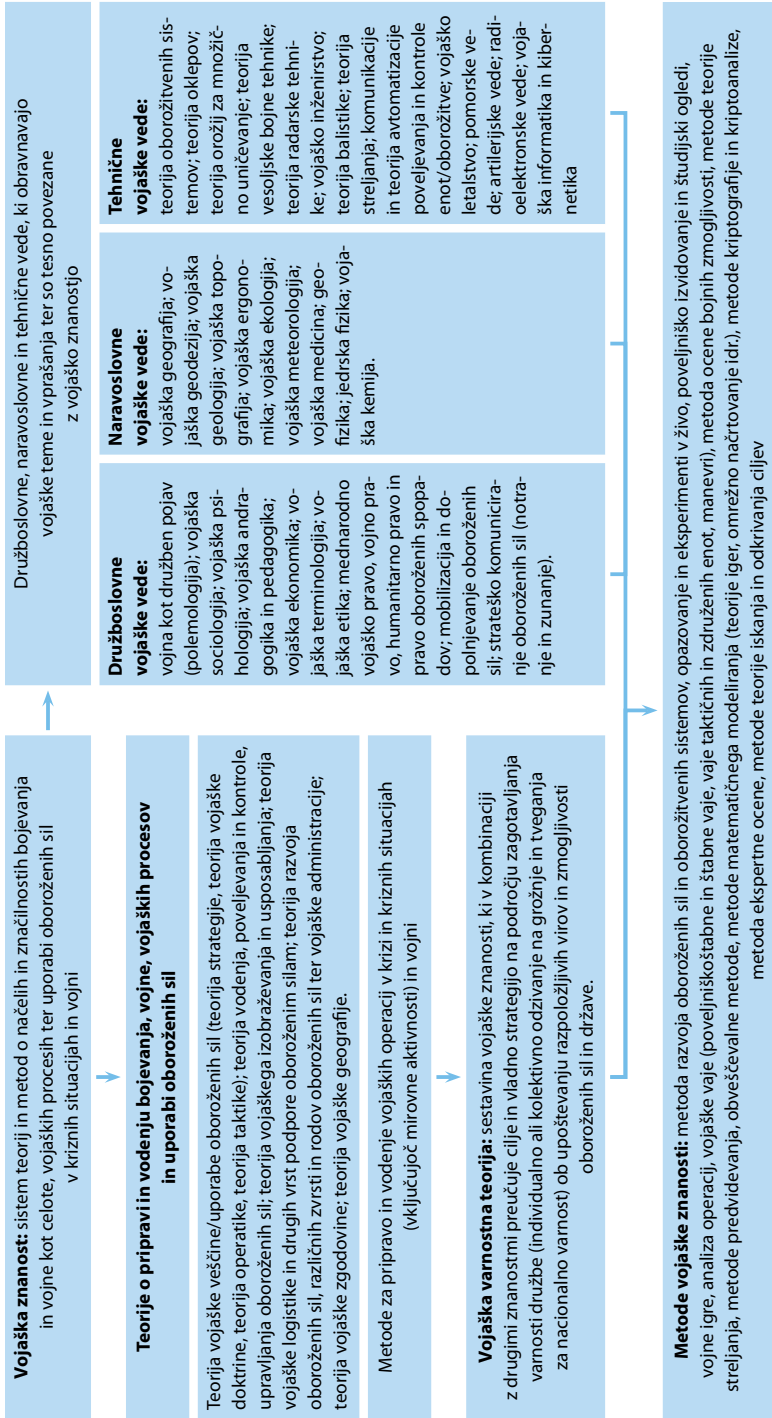 Vojaška znanost: sistem teorij in metod o načelih in značilnostih bojevanja
in vojne kot celote, vojaških procesih ter uporabi oboroženih sil
v kriznih situacijah in vojni
Družboslovne, naravoslovne in tehnične vede, ki obravnavajo
vojaške teme in vprašanja ter so tesno povezane
z vojaško znanostjo
Teorije o pripravi in vodenju bojevanja, vojne, vojaških procesov
in uporabi oboroženih sil
Teorija vojaške veščine/uporabe oboroženih sil (teorija strategije, teorija vojaške
doktrine, teorija operatike, teorija taktike); teorija vodenja, poveljevanja in kontrole,
upravljanja oboroženih sil; teorija vojaškega izobraževanja in usposabljanja; teorija
vojaške logistike in drugih vrst podpore oboroženim silam; teorija razvoja
oboroženih sil, različnih zvrsti in rodov oboroženih sil ter vojaške administracije;
teorija vojaške zgodovine; teorija vojaške geografije.
Metode za pripravo in vodenje vojaških operacij v krizi in kriznih situacijah
(vključujoč mirovne aktivnosti) in vojni
Vojaška varnostna teorija: sestavina vojaške znanosti, ki v kombinaciji
z drugimi znanostmi preučuje cilje in vladno strategijo na področju zagotavljanja
varnosti družbe (individualno ali kolektivno odzivanje na grožnje in tveganja
za nacionalno varnost) ob upoštevanju razpoložljivih virov in zmogljivosti
oboroženih sil in države.
Družboslovne
vojaške vede:
vojna kot družben pojav
(polemologija); vojaška
sociologija; vojaška psi-
hologija; vojaška andra-
gogika in pedagogika;
vojaška ekonomika; vo-
jaška terminologija; vo-
jaška etika; mednarodno
vojaško pravo, vojno pra-
vo, humanitarno pravo in
pravo oboroženih spopa-
dov; mobilizacija in do-
polnjevanje oboroženih
sil; strateško komunicira-
nje oboroženih sil (notra-
nje in zunanje).
Naravoslovne
vojaške vede:
vojaška geografija; vo-
jaška geodezija; vojaška
geologija; vojaška topo-
grafija; vojaška ergono-
mika; vojaška ekologija;
vojaška meteorologija;
vojaška medicina; geo-
fizika; jedrska fizika; voja-
ška kemija.
Tehnične
vojaške vede:
teorija oborožitvenih sis-
temov; teorija oklepov;
teorija orožij za množič-
no uničevanje; teorija
vesoljske bojne tehnike;
teorija radarske tehni-
ke; vojaško inženirstvo;
teorija balistike; teorija
streljanja; komunikacije
in teorija avtomatizacije
poveljevanja in kontrole
enot/oborožitve; vojaško
letalstvo; pomorske ve-
de; artilerijske vede; radi-
oelektronske vede; voja-
ška informatika in kiber-
netika
Metode vojaške znanosti: metoda razvoja oboroženih sil in oborožitvenih sistemov, opazovanje in eksperimenti v živo, poveljniško izvidovanje in študijski ogledi,
vojne igre, analiza operacij, vojaške vaje (poveljniškoštabne in štabne vaje, vaje taktičnih in združenih enot, manevri), metoda ocene bojnih zmogljivosti, metode teorije
streljanja, metode predvidevanja, obveščevalne metode, metode matematičnega modeliranja (teorije iger, omrežno načrtovanje idr.), metode kriptografije in kriptoanalize,
metoda ekspertne ocene, metode teorije iskanja in odkrivanja ciljev